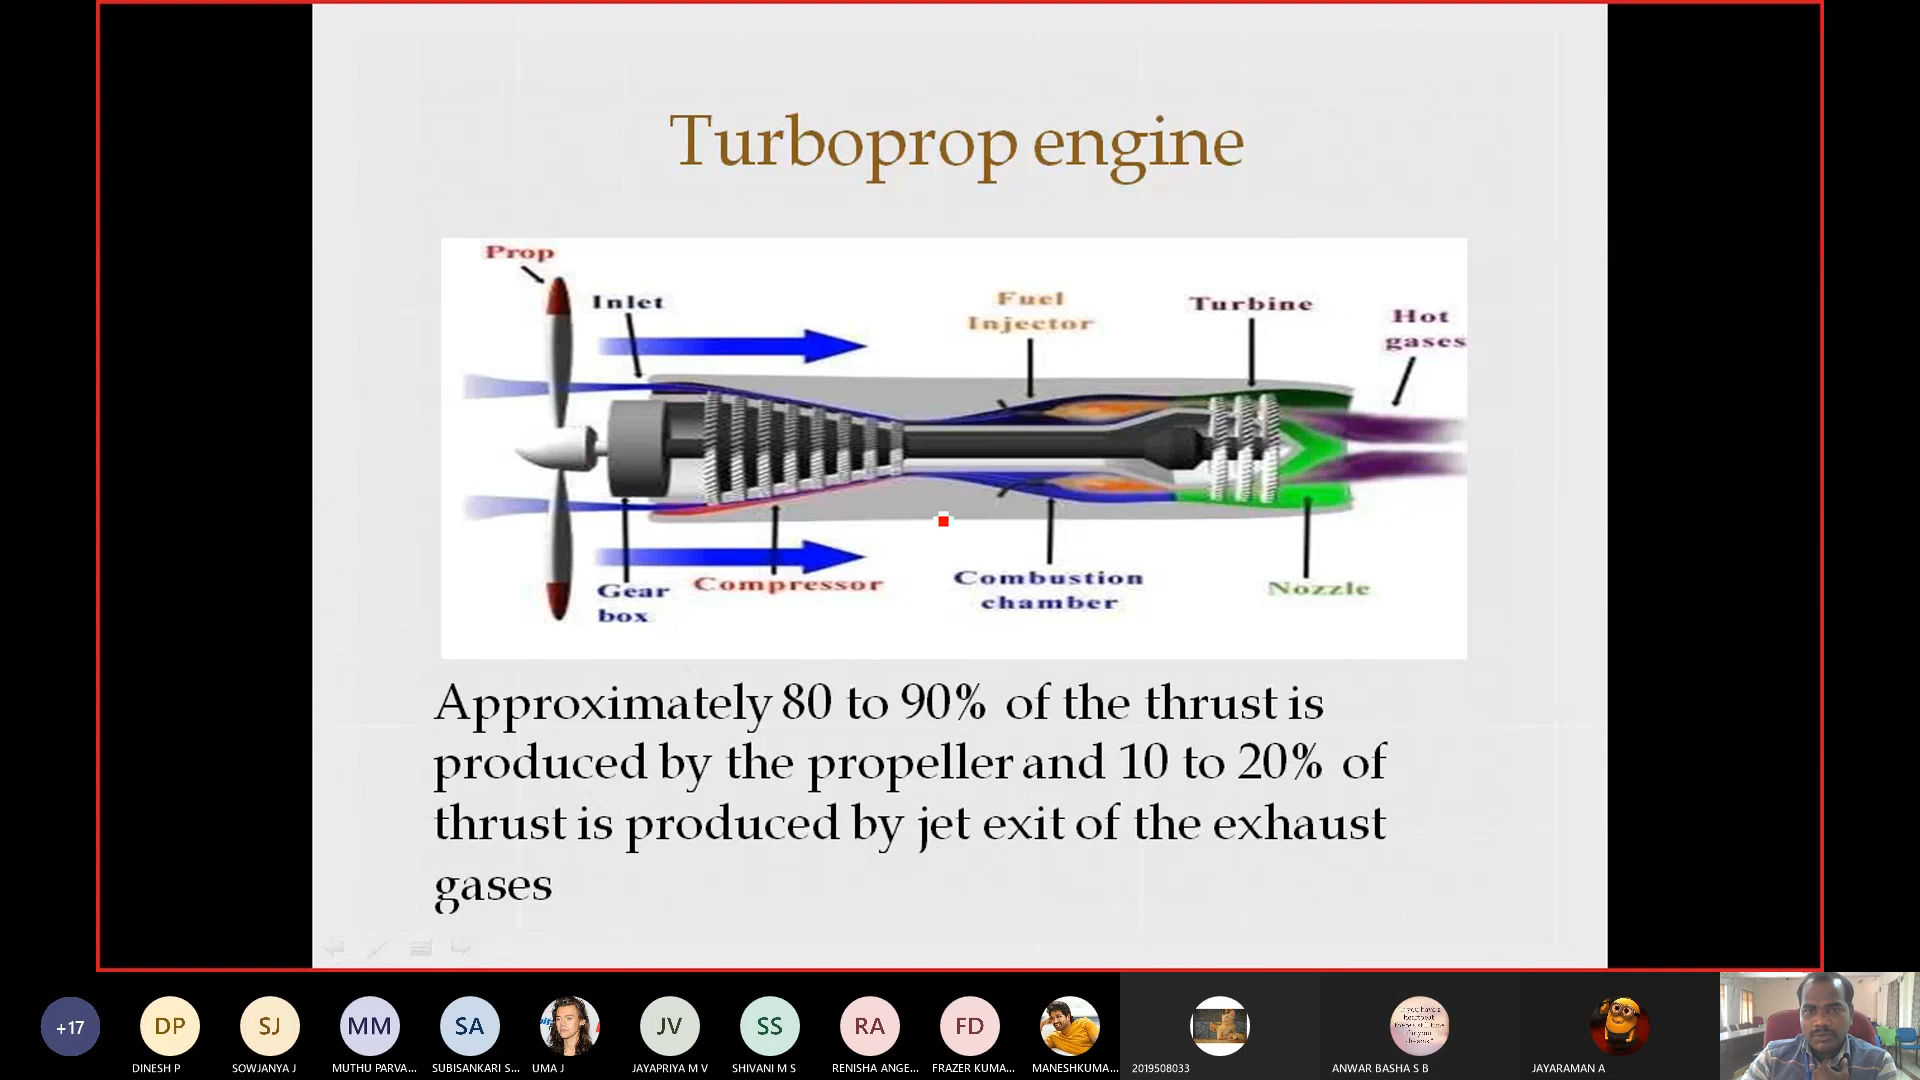 Turboprop engine
Prop
Inlet
Fuel
Injector
Turbine
Hot
gases
Gear
box
Compressor
Combustion
chamber
Nozzle
Approximately 80 to 90% of the thrust is
produced by the propeller and 10 to 20% of
thrust is produced by jet exit of the exhaust
gases
+17
DP
SJ
MM
SA
JV
SS
RA
FD
DINESH P
SOWJANYA J
MUTHU PARVA...
SUBISANKARI S...
UMA J
JAYAPRIYA M V
SHIVANI M S
RENISHA ANGE...
FRAZER KUMA...
MANESHKUMA...
2019508033
ANWAR BASHA S B
JAYARAMAN A